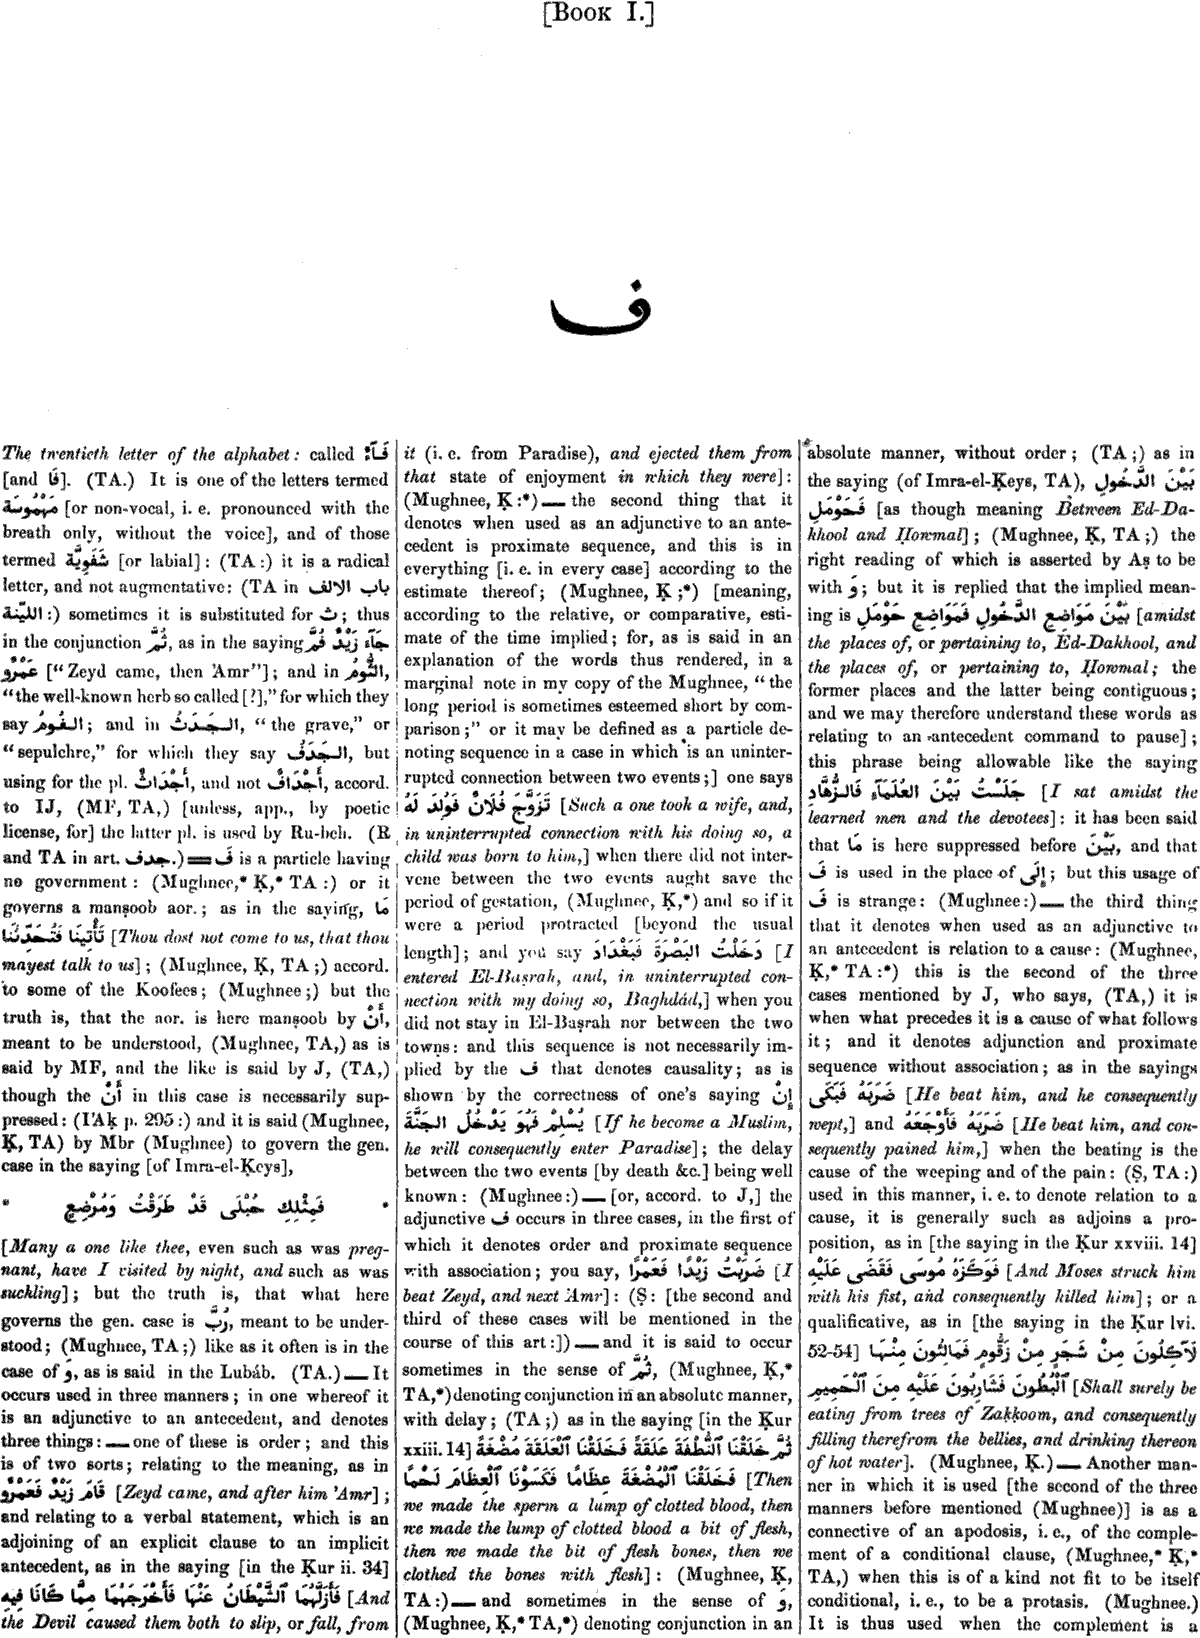 [BOOK I.]
ف
The twentieth letter of the alphabet: called فَآءٌ
[and فَا]. (TA.) It is one of the letters termed
مَهْمُوسَة [or non-vocal, i. e. pronounced with the
breath only, without the voice], and of those
termed شَفَوِيَّة [or labial]: (TA:) it is a radical
letter, and not augmentative: (TA in باب الالف
الليّنة:) sometimes it is substituted for ث; thus
in the conjunction ثُمَّ, as in the saying جَآءَ زَيْدٌ فُمَّ
عَمْرٌو [“Zeyd came, then ’Amr”]; and in الثُّومُ,
“the well-known herb so called [?],” for which they
say الفُومُ; and in الجَدَثُ, “the grave,” or
“sepulchre,” for which they say الجَدَفُ, but
using for the pl. أَجْدَاثٌ, and not أَجْدَافٌ, accord.
to IJ, (MF, TA,) [unless, app., by poetic
license, for] the latter pl. is used by Ru-beh. (R
and TA in art. جدف.)══فَ is a particle having
no government: (Mughnee,* Ḳ,* TA:) or it
governs a manṣoob aor.; as in the saying, مَا
تَأْتِينَا فَتُحَدِّثَنَا [Thou dost not come to us, that thou
mayest talk to us]; (Mughnee, Ḳ, TA;) accord.
to some of the Koofees; (Mughnee;) but the
truth is, that the aor. is here mansoob by أَنْ,
meant to be understood, (Mughnee, TA,) as is
said by MF, and the like is said by J, (TA,)
though the أَنْ in this case is necessarily sup-
pressed: (I’Aḳ p. 295:) and it is said (Mughnee,
Ḳ, TA) by Mbr (Mughnee) to govern the gen.
case in the saying [of Imra-el-Ḳeys],
* فَمِثْلِكِ حُبْلَى قَدْ طَرَقْتُ وَمُرْضِعٍ *
[Many a one like thee, even such as was preg-
nant, have I visited by night, and such as was
suckling]; but the truth is, that what here
governs the gen. case is رُبَّ, meant to be under-
stood; (Mughnee, TA;) like as it often is in the
case of وَ, as is said in the Lubáb. (TA.)—It
occurs used in three manners; in one whereof it
is an adjunctive to an antecedent, and denotes
three things:—one of these is order; and this
is of two sorts; relating to the meaning, as in
قَامَ زَيْدٌ فَعَمْرٌو [Zeyd came, and after him ’Amr];
and relating to a verbal statement, which is an
adjoining of an explicit clause to an implicit
antecedent, as in the saying [in the Ḳur ii. 34]
فَأَزَلَّهُمَا ٱلشَّيْطَانُ عَنْهَا فَأَخْرَجَهُمَا مِمَّا كَانَا فِيهِ [And
the Devil caused them both to slip, or fall, from
it (i. e. from Paradise), and ejected them from
that state of enjoyment in which they were]:
(Mughnee, Ḳ:*)—the second thing that it
denotes when used as an adjunctive to an ante-
cedent is proximate sequence, and this is in
everything [i. e. in every case] according to the
estimate thereof; (Mughnee, Ḳ;*) [meaning,
according to the relative, or comparative, esti-
mate of the time implied; for, as is said in an
explanation of the words thus rendered, in a
marginal note in my copy of the Mughnee, “the
long period is sometimes esteemed short by com-
parison;” or it may be defined as a particle de-
noting sequence in a case in which is an uninter-
rupted connection between two events;] one says
تَزَوَّجَ فُلَانٌ فَوُلِدَ لَهُ [Such a one took a wife, and,
in uninterrupted connection with his doing so, a
child was born to him,] when there did not inter-
vene between the two events aught save the
period of gestation, (Mughnee, Ḳ,*) and so if it
were a period protracted [beyond the usual
length]; and you say دَخَلْتُ البَصْرَةَ فَبَغْدَادَ [I
entered El-Baṣrah, and, in uninterrupted con-
nection with my doing so, Baghdád,] when you
did not stay in El-Baṣrah nor between the two
towns: and this sequence is not necessarily im-
plied by the ف that denotes causality; as is
shown by the correctness of one’s saying إِنْ
يُسْلِمْ فَهُوَ يَدْخُلُ الجَنَّةَ [If he become a Muslim,
he will consequently enter Paradise]; the delay
between the two events [by death &c.] being well
known: (Mughnee:)—[or, accord. to J,] the
adjunctive ف occurs in three cases, in the first of
which it denotes order and proximate sequence
with association; you say, ضَرَبْتُ زَيْدًا فَعَمْرًا [I
beat Zeyd, and next ’Amr]: (Ṣ: [the second and
third of these cases will be mentioned in the
course of this art:])—and it is said to occur
sometimes in the sense of ثُمَّ, (Mughnee, Ḳ,*
TA,*) denoting conjunction in an absolute manner,
with delay; (TA;) as in the saying [in the Ḳur
xxiii. 14] ثُمَّ خَلَقْنَا ٱلنُّطْفَةَ عَلَقَةً فَخَلَقْنَا ٱلْعَلَقَةَ مُضْغَةً
فَخَلَقْنَا ٱلْمُضْغَةَ عِظَامًا فَكَسَوْنَا ٱلْعِظَامَ لَحْمًا [Then
we made the sperm a lump of clotted blood, then
we made the lump of clotted blood a bit of flesh,
then we made the bit of flesh bones, then we
clothed the bones with flesh]: (Mughnee, Ḳ,
TA:)—and sometimes in the sense of وَ,
(Mughnee, Ḳ,* TA,*) denoting conjunction in an
absolute manner, without order; (TA;) as in
the saying (of Imra-el-Ḳeys, TA), بَيْنَ الدَّخُولِ
فَحَوْمَلِ [as though meaning Between Ed-Da-
khool and Ḥowmal]; (Mughnee, Ḳ, TA;) the
right reading of which is asserted by Aṣ to be
with وَ; but it is replied that the implied mean-
ing is بَيْنَ مَوَاضِعِ الدَّخُولِ فَمَوَاضِعِ حَوْمَلِ [amidst
the places of, or pertaining to, Ed-Dakhool, and
the places of, or pertaining to, Ḥowmal; the
former places and the latter being contiguous;
and we may therefore understand these words as
relating to an antecedent command to pause];
this phrase being allowable like the saying
جَلَسْتُ بَيْنَ العُلَمَآءِ فَالزُّهَّادِ [I sat amidst the
learned men and the devotees]: it has been said
that مَا is here suppressed before بَيْنَ, and that
فَ is used in the place of إِلَى; but this usage of
فَ is strange: (Mughnee:)—the third thing
that it denotes when used as an adjunctive to
an antecedent is relation to a cause: (Mughnee,
Ḳ,* TA:*) this is the second of the three
cases mentioned by J, who says, (TA,) it is
when what precedes it is a cause of what follows
it; and it denotes adjunction and proximate
sequence without association; as in the sayings
ضَرَبَهُ فَبَكَى [He beat him, and he consequently
wept,] and ضَرَبَهُ فَأَوْجَعَهُ [He beat him, and con-
sequently pained him,] when the beating is the
cause of the weeping and of the pain: (Ṣ, TA:)
used in this manner, i. e. to denote relation to a
cause, it is generally such as adjoins a pro-
position, as in [the saying in the Ḳur xxviii. 14]
فَوَكَزَهُ مُوسَى فَقَضَى عَلَيْهِ [And Moses struck him
with his fist, and consequently killed him]; or a
qualificative, as in [the saying in the Ḳur lvi.
52-54] لَآكِلُونَ مِنْ شَجَرٍ مِنْ زَقُّومٍ فَمَالِئُونَ مِنْهَا
ٱلْبُطُونَ فَشَارِبُونَ عَلَيْهِ مِنَ ٱلْحَمِيمِ [Shall surely be
eating from trees of Zaḳḳoom, and consequently
filling therefrom the bellies, and drinking thereon
of hot water]. (Mughnee, Ḳ.)—Another man-
ner in which it is used [the second of the three
manners before mentioned (Mughnee)] is as a
connective of an apodosis, i. e., of the comple-
ment of a conditional clause, (Mughnee,* Ḳ,*
TA,) when this is of a kind not fit to be itself
conditional, i. e., to be a protasis. (Mughnee.)
It is thus used when the complement is a